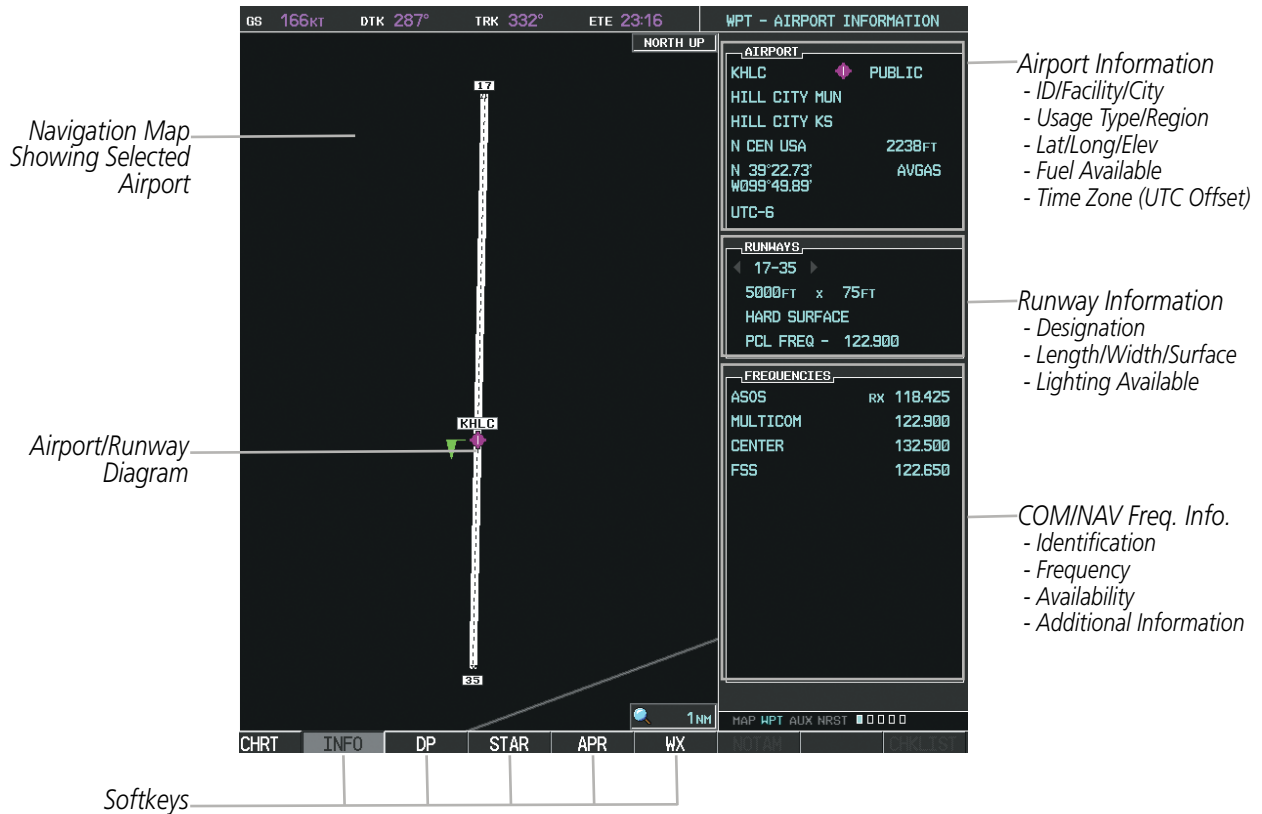 GS 166KT DTK 287° TRK 332° ETE 23:16 WPT - AIRPORT INFORMATION
NORTH UP
17
KHLC
35
1NM
AIRPORT
KHLC PUBLIC
HILL CITY MUN
HILL CITY KS
N CEN USA 2238FT
N 39°22.73' AVGAS
W099°49.89'
UTC-6
RUNWAYS
17-35
5000FT x 75FT
HARD SURFACE
PCL FREQ - 122.900
FREQUENCIES
ASOS RX 118.425
MULTICOM 122.900
CENTER 132.500
FSS 122.650
MAP WPT AUX NRST
CHRT INFO DP STAR APR WX NOTAM CHKLIST
Navigation Map
Showing Selected
Airport
Airport/Runway
Diagram
Softkeys
Airport Information
- ID/Facility/City
- Usage Type/Region
- Lat/Long/Elev
- Fuel Available
- Time Zone (UTC Offset)
Runway Information
- Designation
- Length/Width/Surface
- Lighting Available
COM/NAV Freq. Info.
- Identification
- Frequency
- Availability
- Additional Information